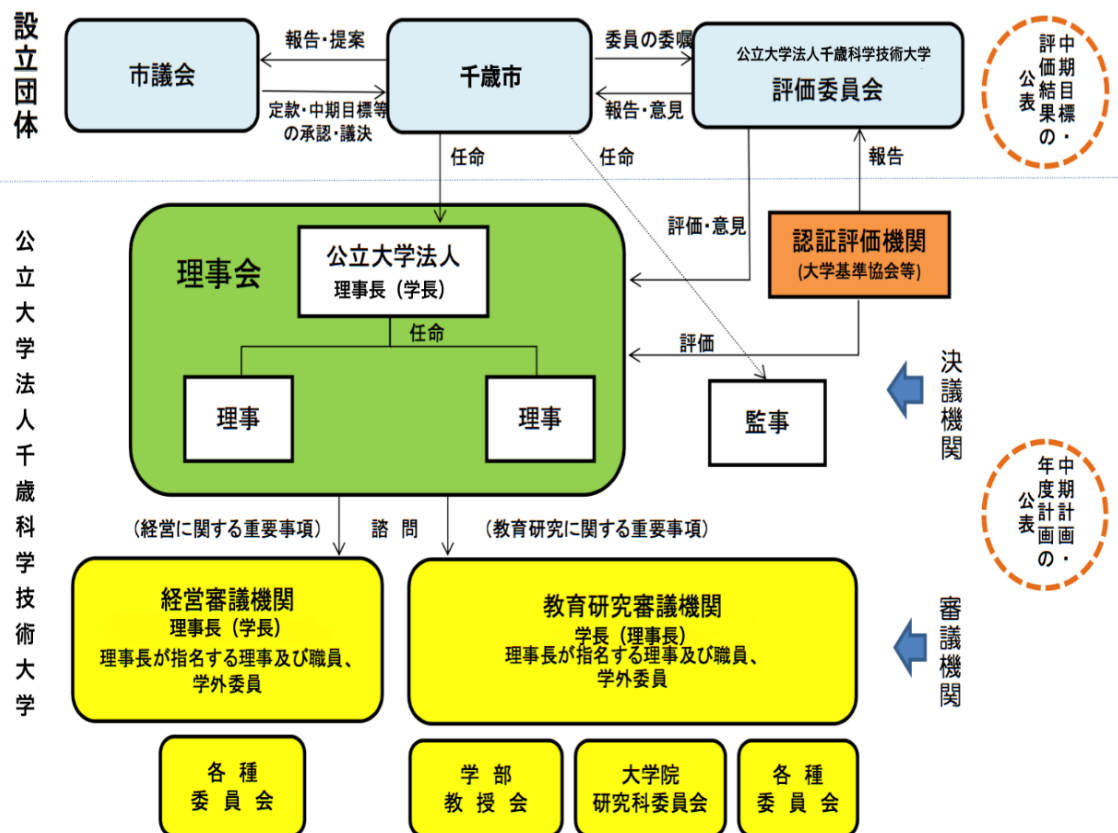 設立団体
市議会
報告・提案
定款・中期目標等
の承認・議決
千歳市
委員の委嘱
報告・意見
公立大学法人千歳科学技術大学
評価委員会
中期目標・
評価結果の
公表
任命
任命
評価・意見
報告
公立大学法人千歳科学技術大学
理事会
公立大学法人
理事長（学長）
任命
理事
理事
監事
認証評価機関
(大学基準協会等)
評価
決議機関
（経営に関する重要事項）
諮 問
（教育研究に関する重要事項）
中期計画・
年度計画の
公表
経営審議機関
理事長（学長）
理事長が指名する理事及び職員、
学外委員
教育研究審議機関
学長（理事長）
理事長が指名する理事及び職員、
学外委員
審議機関
各 種
委 員 会
学 部
教 授 会
大学院
研究科委員会
各 種
委 員 会